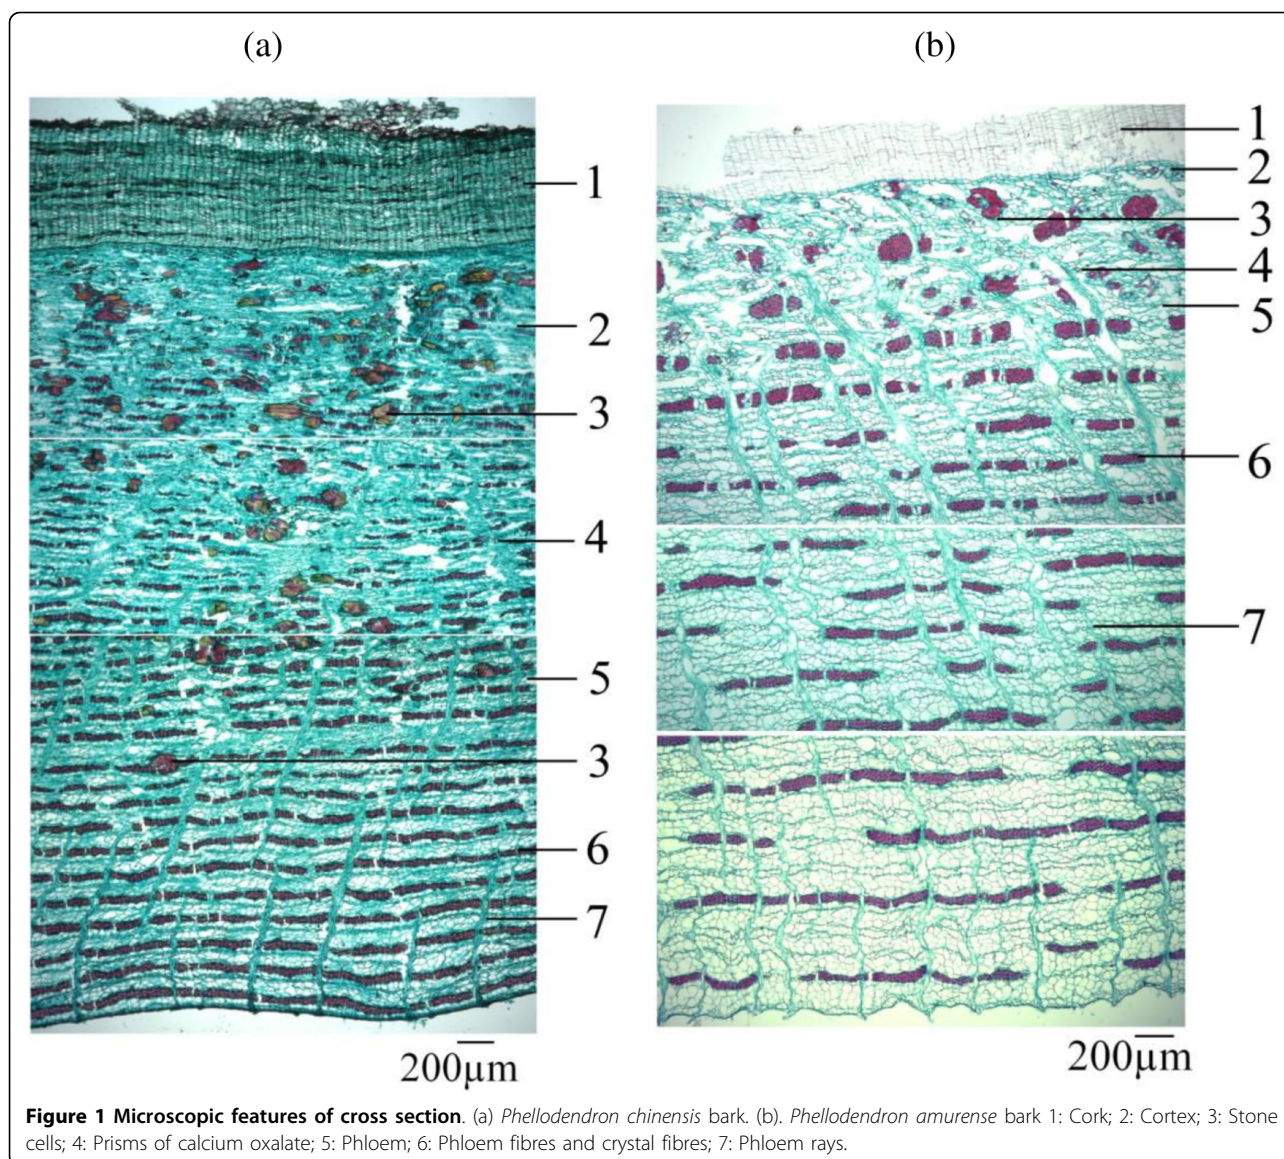 (a)
(b)
1
2
3
4
5
3
6
7
200µm
1
2
3
4
5
6
7
200µm
Figure 1 Microscopic features of cross section. (a) Phellodendron chinensis bark. (b). Phellodendron amurense bark 1: Cork; 2: Cortex; 3: Stone
cells; 4: Prisms of calcium oxalate; 5: Phloem; 6: Phloem fibres and crystal fibres; 7: Phloem rays.